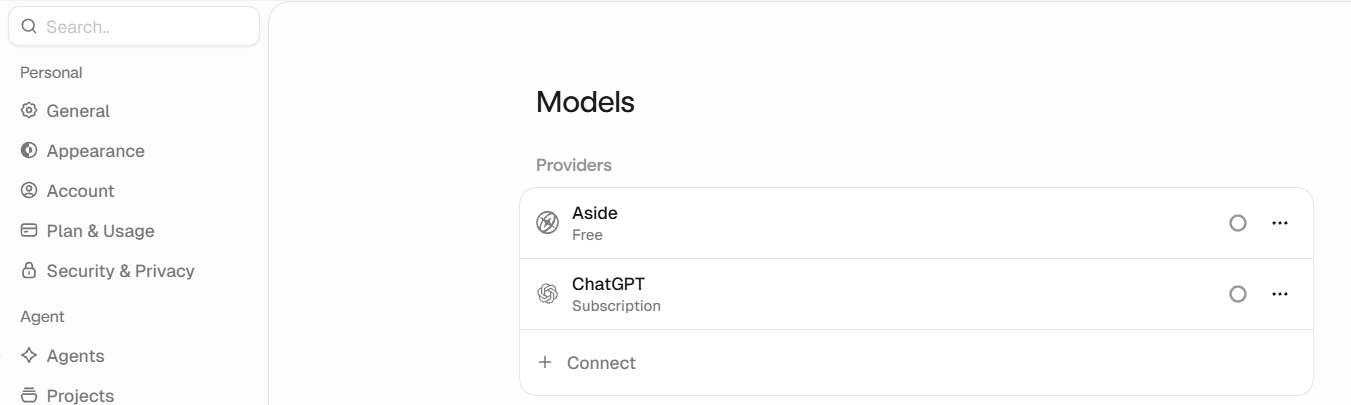 Search..
Personal
General
Appearance
Account
Plan & Usage
Security & Privacy
Agent
Agents
Projects
Models
Providers
Aside
Free
ChatGPT
Subscription
Connect